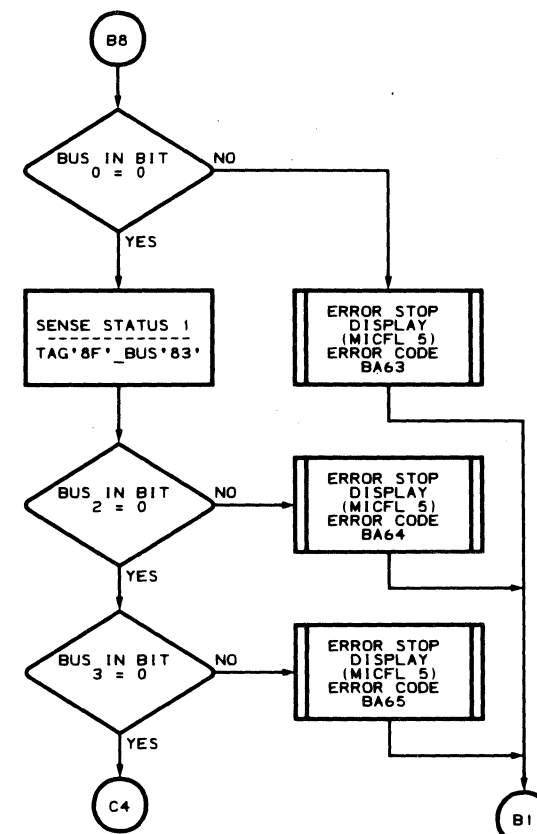 B8
BUS IN BIT
0 = 0
NO
YES
SENSE STATUS 1
TAG'8F'_BUS'83'
ERROR STOP
DISPLAY
(MICFL 5)
ERROR CODE
BA63
BUS IN BIT
2 = 0
NO
YES
ERROR STOP
DISPLAY
(MICFL 5)
ERROR CODE
BA64
BUS IN BIT
3 = 0
NO
YES
ERROR STOP
DISPLAY
(MICFL 5)
ERROR CODE
BA65
C4
B1